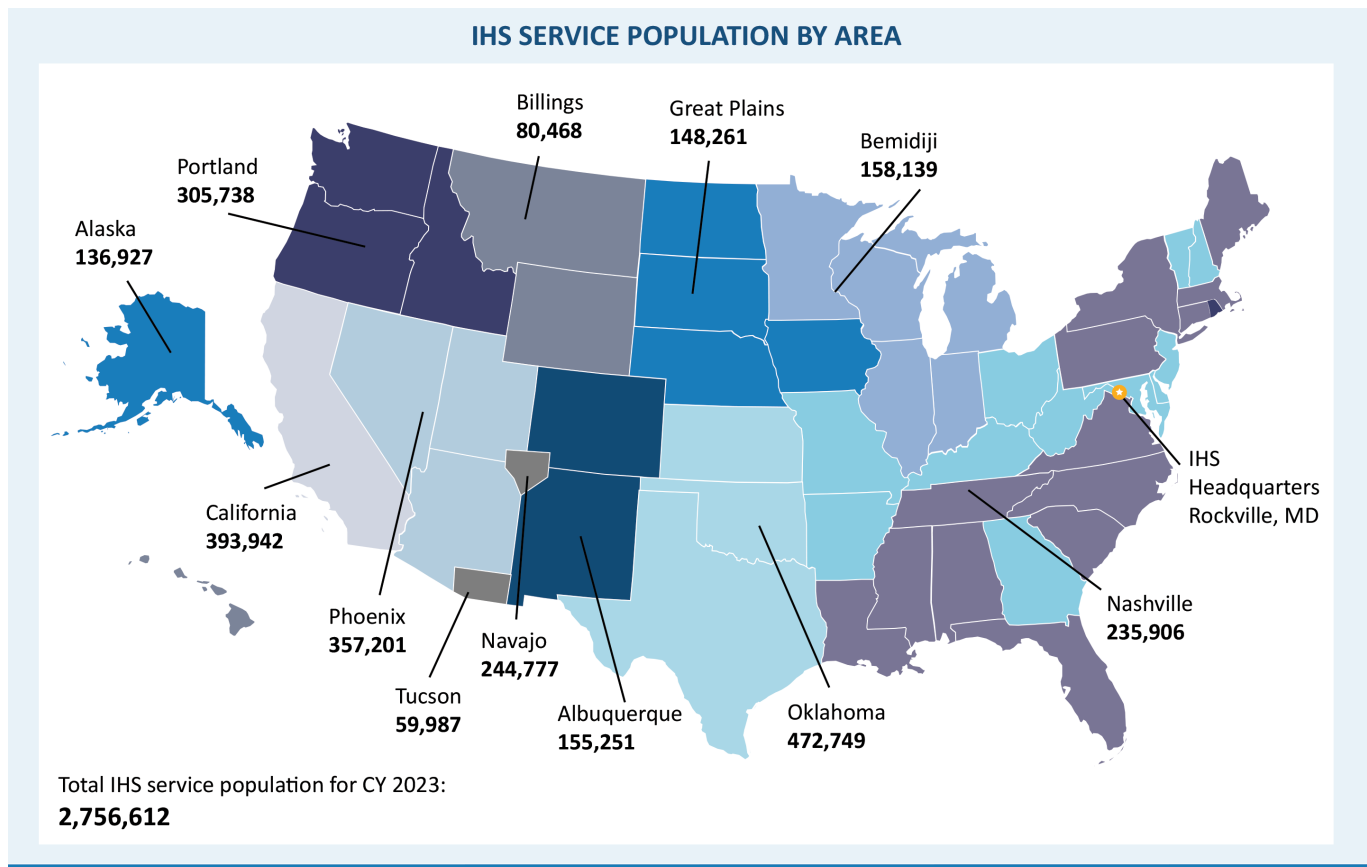 IHS SERVICE POPULATION BY AREA
Billings
80,468
Great Plains
148,261
Bemidiji
158,139
Portland
305,738
Alaska
136,927
IHS
Headquarters
Rockville, MD
California
393,942
Phoenix
357,201
Navajo
244,777
Nashville
235,906
Tucson
59,987
Albuquerque
155,251
Oklahoma
472,749
Total IHS service population for CY 2023:
2,756,612